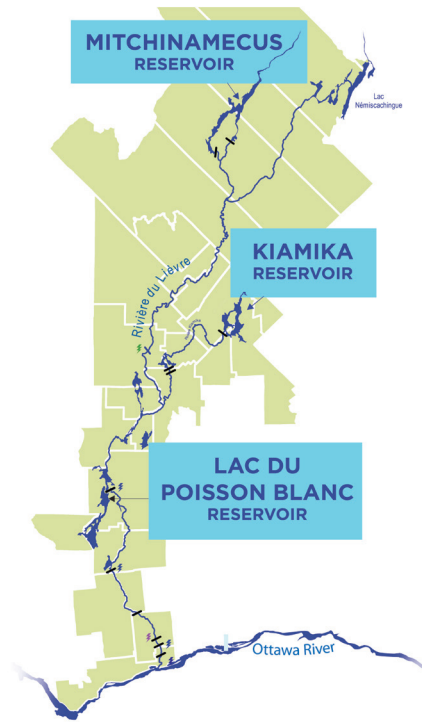 MITCHINAMECUS
RESERVOIR
Lac
Némiscachingue
KIAMIKA
RESERVOIR
Rivière du Lièvre
LAC DU
POISSON BLANC
RESERVOIR
Ottawa River